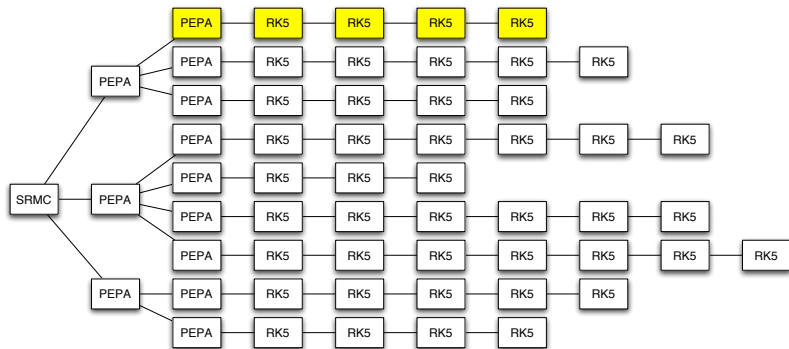 PEPA RK5 RK5 RK5 RK5
PEPA RK5 RK5 RK5 RK5 RK5
PEPA
PEPA RK5 RK5 RK5 RK5
PEPA RK5 RK5 RK5 RK5 RK5 RK5
PEPA RK5 RK5 RK5
SRMC PEPA
PEPA RK5 RK5 RK5 RK5 RK5 RK5
PEPA RK5 RK5 RK5 RK5 RK5 RK5 RK5
PEPA PEPA RK5 RK5 RK5 RK5 RK5
PEPA RK5 RK5 RK5 RK5